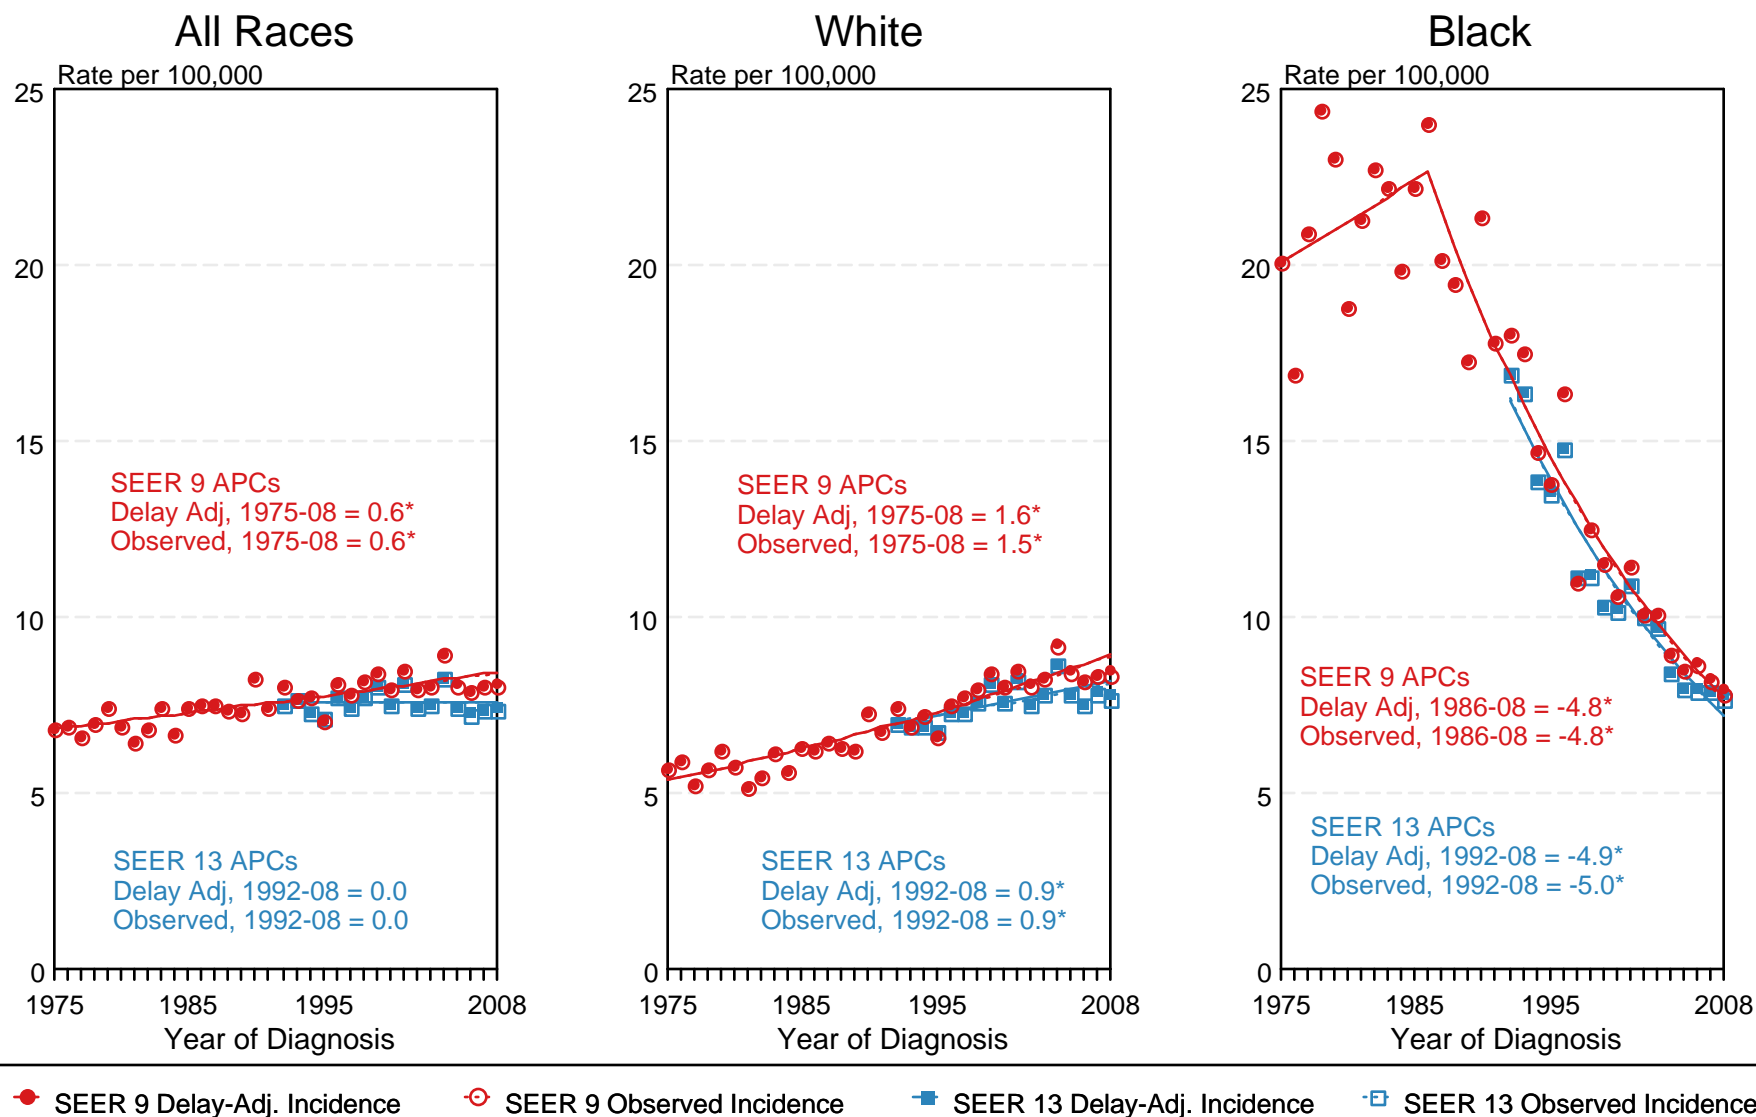 All Races
White
Black
Rate per 100,000
Rate per 100,000
Rate per 100,000
25
20
15
10
5
0
SEER 9 APCs
Delay Adj, 1975-08 = 0.6*
Observed, 1975-08 = 0.6*
SEER 13 APCs
Delay Adj, 1992-08 = 0.0
Observed, 1992-08 = 0.0
1975 1985 1995 2008
Year of Diagnosis
25
20
15
10
5
0
SEER 9 APCs
Delay Adj, 1975-08 = 1.6*
Observed, 1975-08 = 1.5*
SEER 13 APCs
Delay Adj, 1992-08 = 0.9*
Observed, 1992-08 = 0.9*
1975 1985 1995 2008
Year of Diagnosis
25
20
15
10
5
0
SEER 9 APCs
Delay Adj, 1986-08 = -4.8*
Observed, 1986-08 = -4.8*
SEER 13 APCs
Delay Adj, 1992-08 = -4.9*
Observed, 1992-08 = -5.0*
1975 1985 1995 2008
Year of Diagnosis
SEER 9 Delay-Adj. Incidence
SEER 9 Observed Incidence
SEER 13 Delay-Adj. Incidence
SEER 13 Observed Incidence